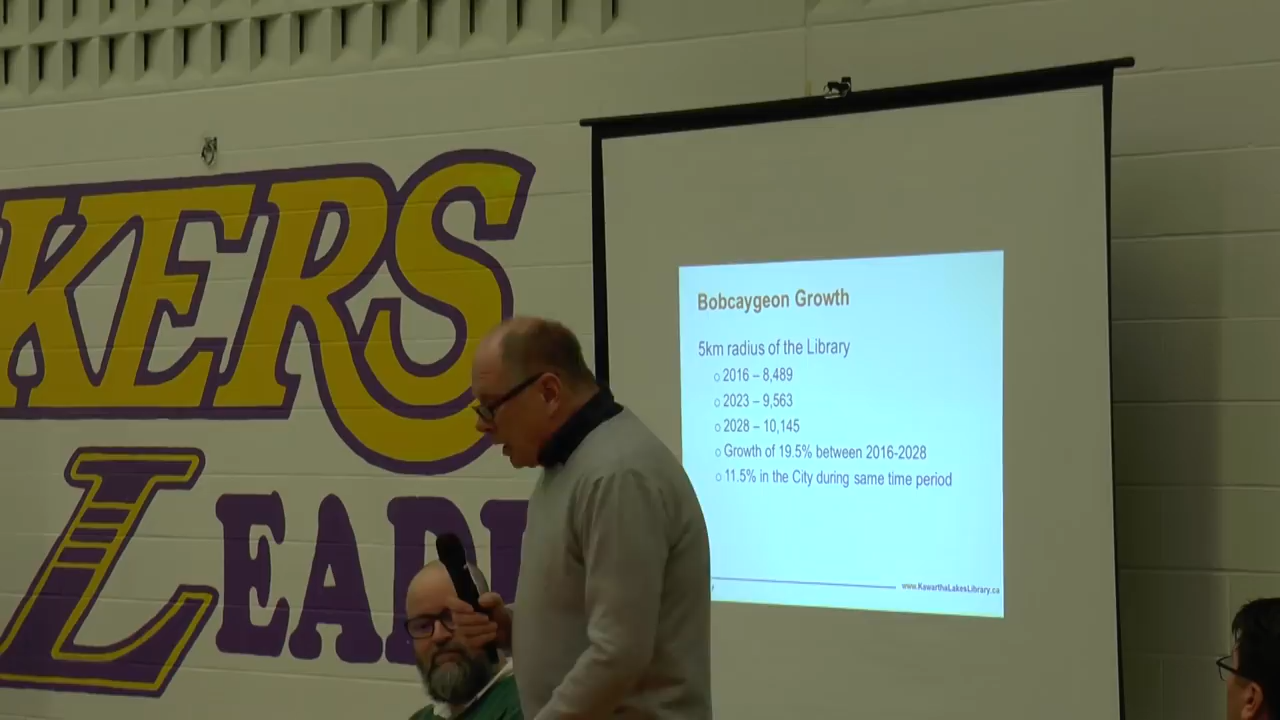 KERS
LEAD
Bobcaygeon Growth
5km radius of the Library
○ 2016 – 8,489
○ 2023 – 9,563
○ 2028 – 10,145
○ Growth of 19.5% between 2016-2028
○ 11.5% in the City during same time period
www.KawarthaLakesLibrary.ca